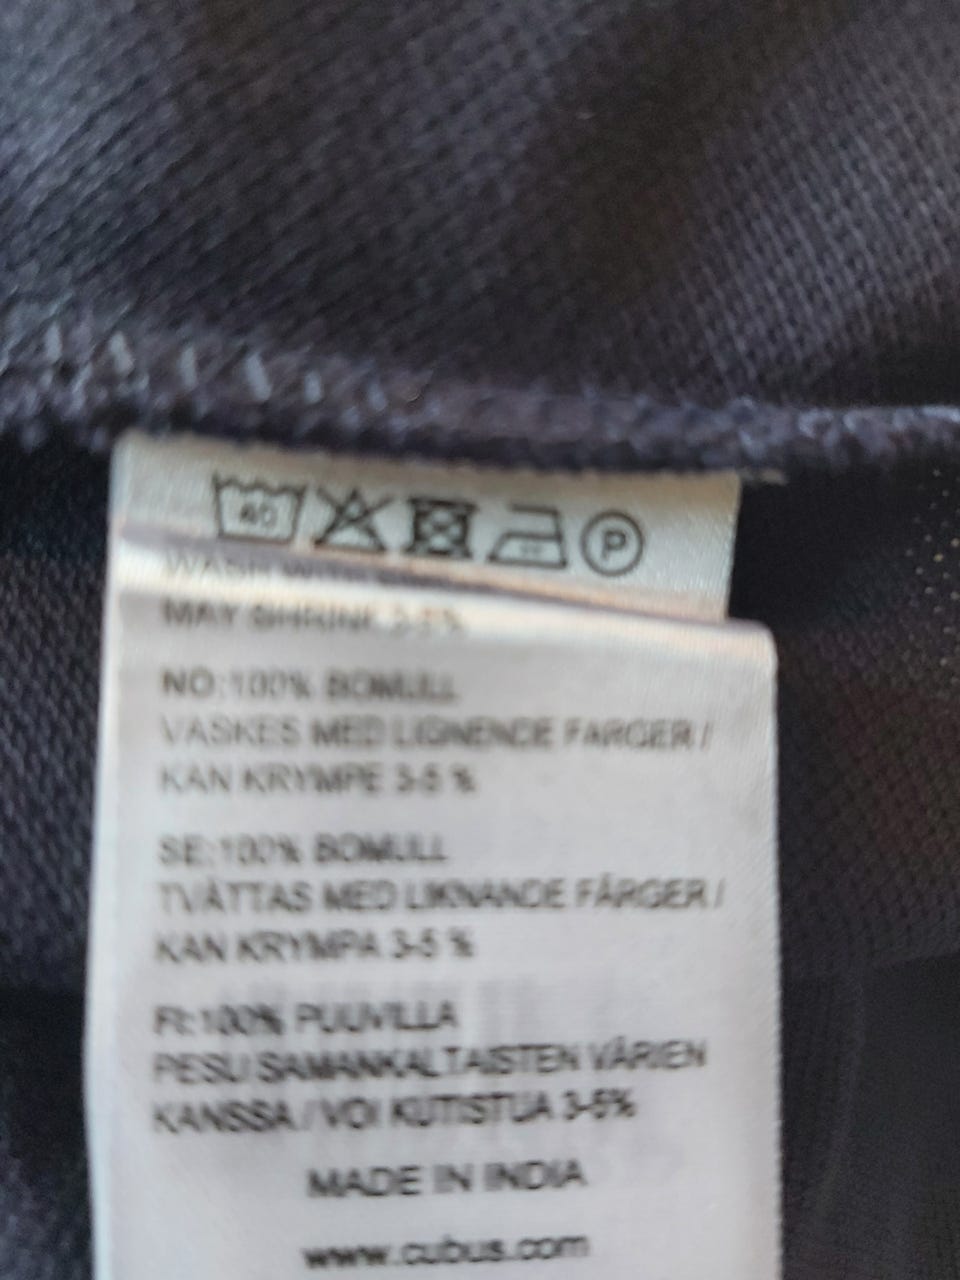 40
P
WASH WITH
MAY SHRINK 3-5%
NO:100% BOMULL
VASKES MED LIGNENDE FARGER /
KAN KRYMPE 3-5 %
SE:100% BOMULL
TVÄTTAS MED LIKNANDE FÄRGER /
KAN KRYMPA 3-5 %
FI:100% PUUVILLA
PESU SAMANKALTAISTEN VÄRIEN
KANSSA / VOI KUTISTUA 3-5%
MADE IN INDIA
www.cubus.com